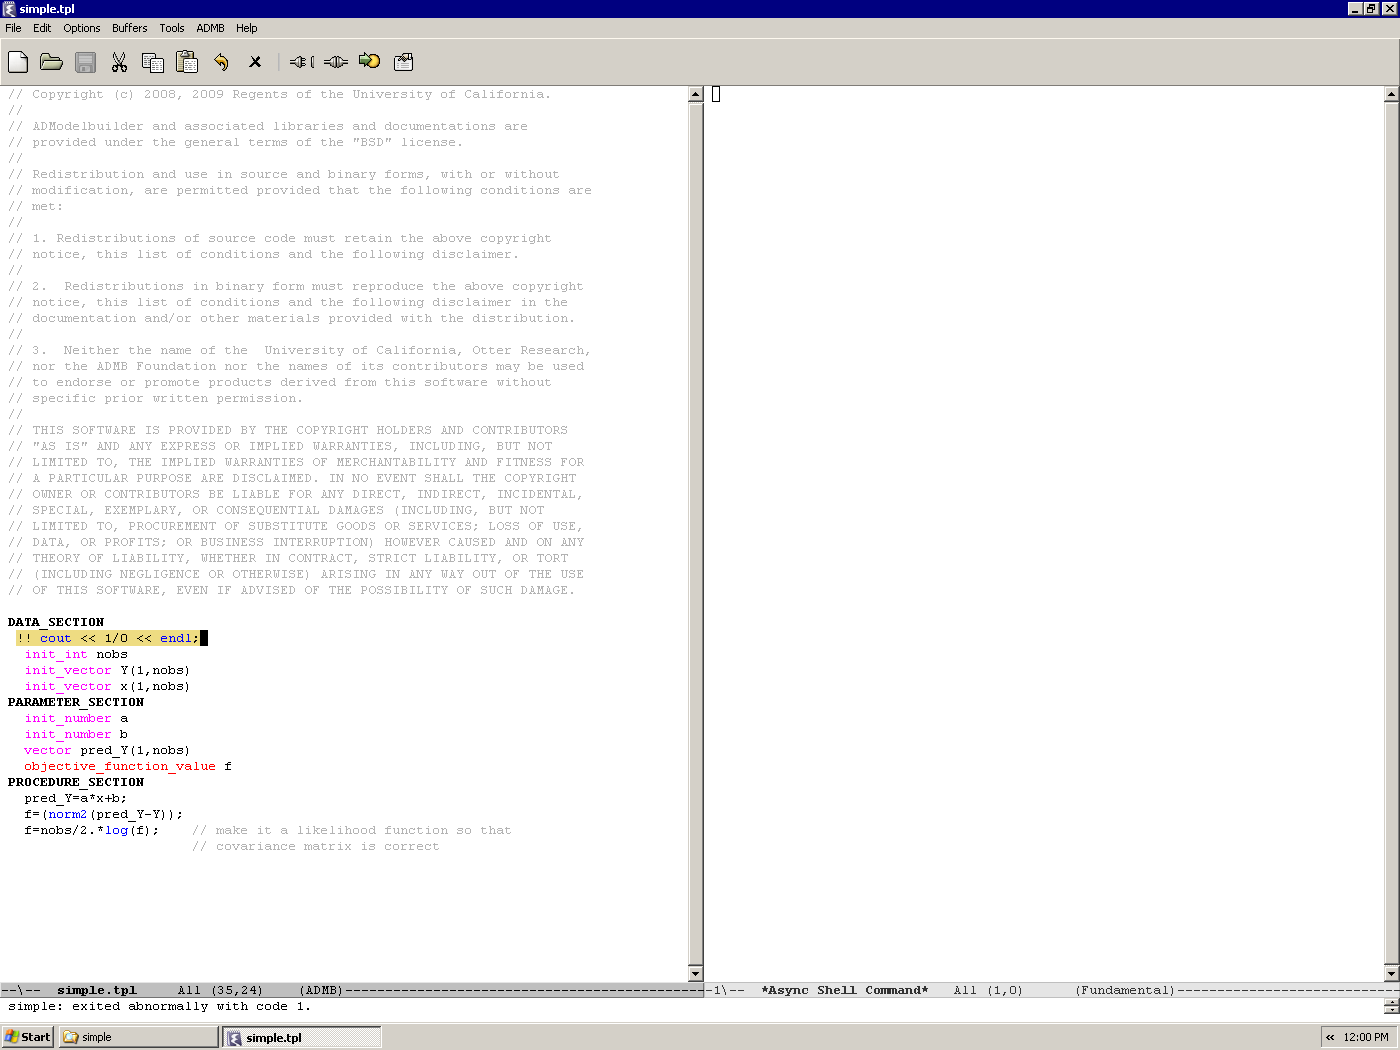 simple.tpl
File Edit Options Buffers Tools ADMB Help
// Copyright (c) 2008, 2009 Regents of the University of California.
//
// ADModelbuilder and associated libraries and documentations are
// provided under the general terms of the "BSD" license.
//
// Redistribution and use in source and binary forms, with or without
// modification, are permitted provided that the following conditions are
// met:
//
// 1. Redistributions of source code must retain the above copyright
// notice, this list of conditions and the following disclaimer.
//
// 2.  Redistributions in binary form must reproduce the above copyright
// notice, this list of conditions and the following disclaimer in the
// documentation and/or other materials provided with the distribution.
//
// 3.  Neither the name of the  University of California, Otter Research,
// nor the ADMB Foundation nor the names of its contributors may be used
// to endorse or promote products derived from this software without
// specific prior written permission.
//
// THIS SOFTWARE IS PROVIDED BY THE COPYRIGHT HOLDERS AND CONTRIBUTORS
// "AS IS" AND ANY EXPRESS OR IMPLIED WARRANTIES, INCLUDING, BUT NOT
// LIMITED TO, THE IMPLIED WARRANTIES OF MERCHANTABILITY AND FITNESS FOR
// A PARTICULAR PURPOSE ARE DISCLAIMED. IN NO EVENT SHALL THE COPYRIGHT
// OWNER OR CONTRIBUTORS BE LIABLE FOR ANY DIRECT, INDIRECT, INCIDENTAL,
// SPECIAL, EXEMPLARY, OR CONSEQUENTIAL DAMAGES (INCLUDING, BUT NOT
// LIMITED TO, PROCUREMENT OF SUBSTITUTE GOODS OR SERVICES; LOSS OF USE,
// DATA, OR PROFITS; OR BUSINESS INTERRUPTION) HOWEVER CAUSED AND ON ANY
// THEORY OF LIABILITY, WHETHER IN CONTRACT, STRICT LIABILITY, OR TORT
// (INCLUDING NEGLIGENCE OR OTHERWISE) ARISING IN ANY WAY OUT OF THE USE
// OF THIS SOFTWARE, EVEN IF ADVISED OF THE POSSIBILITY OF SUCH DAMAGE.

DATA_SECTION
 !! cout << 1/0 << endl;
  init_int nobs
  init_vector Y(1,nobs)
  init_vector x(1,nobs)
PARAMETER_SECTION
  init_number a
  init_number b
  vector pred_Y(1,nobs)
  objective_function_value f
PROCEDURE_SECTION
  pred_Y=a*x+b;
  f=(norm2(pred_Y-Y));
  f=nobs/2.*log(f);    // make it a likelihood function so that
                       // covariance matrix is correct
--\--  simple.tpl     All (35,24)    (ADMB)
-1\--  *Async Shell Command*   All (1,0)      (Fundamental)
simple: exited abnormally with code 1.
Start simple simple.tpl « 12:00 PM